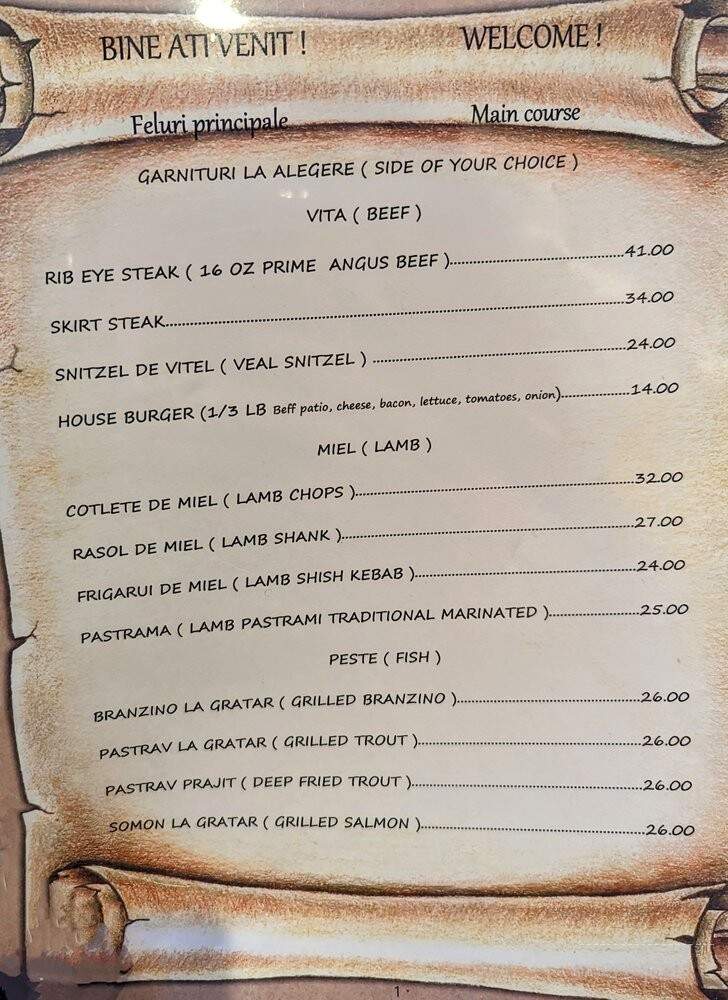 BINE ATI VENIT ! WELCOME !
Feluri principale Main course
GARNITURI LA ALEGERE ( SIDE OF YOUR CHOICE )
VITA ( BEEF )
RIB EYE STEAK ( 16 OZ PRIME ANGUS BEEF ).......................................41.00
SKIRT STEAK.......................................34.00
SNITZEL DE VITEL ( VEAL SNITZEL ) .......................................24.00
HOUSE BURGER (1/3 LB Beff patio, cheese, bacon, lettuce, tomatoes, onion)...............14.00
MIEL ( LAMB )
COTLETE DE MIEL ( LAMB CHOPS ).......................................32.00
RASOL DE MIEL ( LAMB SHANK ).......................................27.00
FRIGARUI DE MIEL ( LAMB SHISH KEBAB ).......................................24.00
PASTRAMA ( LAMB PASTRAMI TRADITIONAL MARINATED ).....................25.00
PESTE ( FISH )
BRANZINO LA GRATAR ( GRILLED BRANZINO ).......................................26.00
PASTRAV LA GRATAR ( GRILLED TROUT ).......................................26.00
PASTRAV PRAJIT ( DEEP FRIED TROUT ).......................................26.00
SOMON LA GRATAR ( GRILLED SALMON ).......................................26.00
1